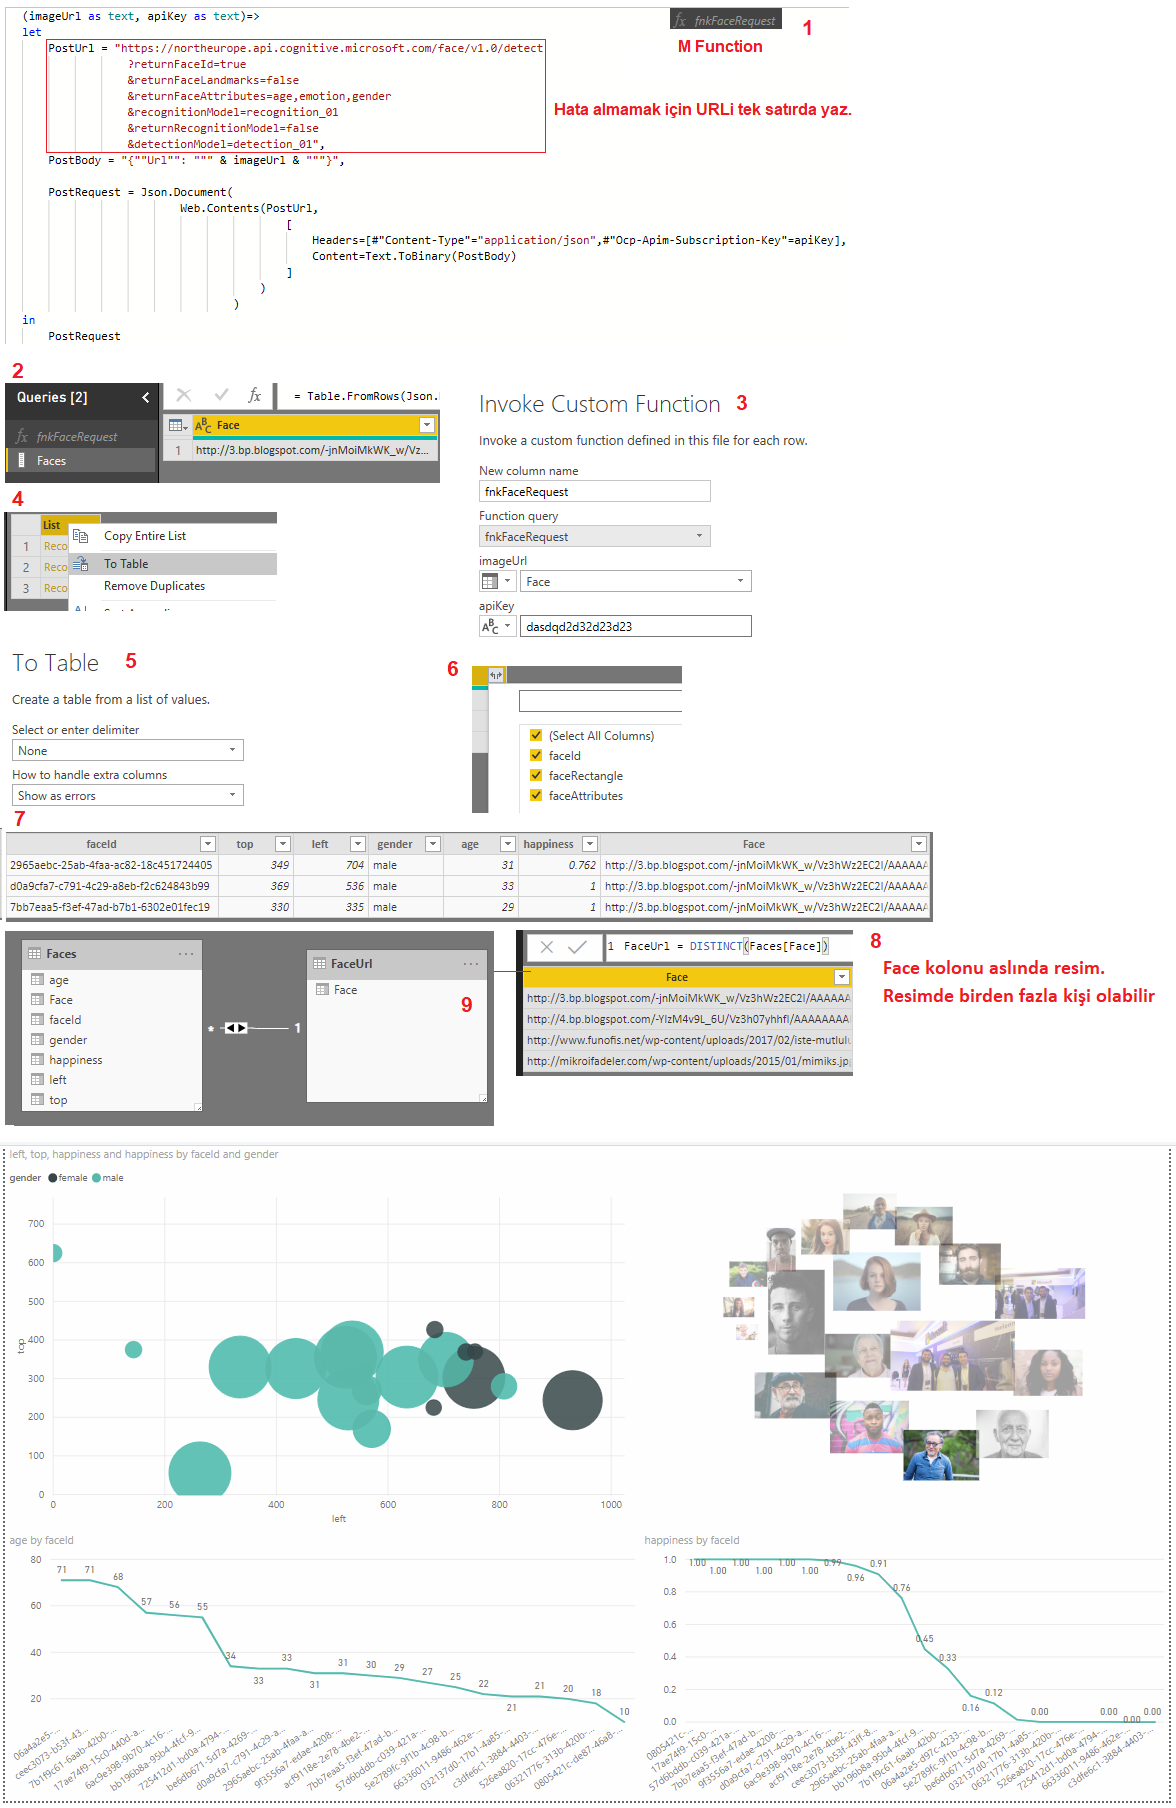 (imageUrl as text, apiKey as text)=>
fx fnkFaceRequest
1
let
M Function
PostUrl = "https://northeurope.api.cognitive.microsoft.com/face/v1.0/detect
?returnFaceId=true
&returnFaceLandmarks=false
&returnFaceAttributes=age,emotion,gender
&recognitionModel=recognition_01
&returnRecognitionModel=false
&detectionModel=detection_01",
Hata almamak için URLi tek satırda yaz.
PostBody = "{""Url"": """ & imageUrl & """}",
PostRequest = Json.Document(
Web.Contents(PostUrl,
[
Headers=[#"Content-Type"="application/json",#"Ocp-Apim-Subscription-Key"=apiKey],
Content=Text.ToBinary(PostBody)
]
)
)
in
PostRequest
2
Queries [2]
fx fnkFaceRequest
Faces
fx = Table.FromRows(Json.
ABC Face
1 http://3.bp.blogspot.com/-jnMoiMkWK_w/Vz...
Invoke Custom Function 3
Invoke a custom function defined in this file for each row.
New column name
fnkFaceRequest
Function query
fnkFaceRequest
imageUrl
Face
apiKey
ABC dasdqd2d32d23d23
4
List
1 Reco
2 Reco
3 Reco
Copy Entire List
To Table
Remove Duplicates
To Table 5
Create a table from a list of values.
Select or enter delimiter
None
How to handle extra columns
Show as errors
6
(Select All Columns)
faceId
faceRectangle
faceAttributes
7
faceId top left gender age happiness Face
2965aebc-25ab-4faa-ac82-18c451724405 349 704 male 31 0.762 http://3.bp.blogspot.com/-jnMoiMkWK_w/Vz3hWz2EC2I/AAAAAA
d0a9cfa7-c791-4c29-a8eb-f2c624843b99 369 536 male 33 1 http://3.bp.blogspot.com/-jnMoiMkWK_w/Vz3hWz2EC2I/AAAAAA
7bb7eaa5-f3ef-47ad-b7b1-6302e01fec19 330 335 male 29 1 http://3.bp.blogspot.com/-jnMoiMkWK_w/Vz3hWz2EC2I/AAAAAA
Faces ...
age
Face
faceId
gender
happiness
left
top
* 1
FaceUrl ...
Face
9
1 FaceUrl = DISTINCT(Faces[Face])
Face
http://3.bp.blogspot.com/-jnMoiMkWK_w/Vz3hWz2EC2I/AAAAAA
http://4.bp.blogspot.com/-YlzM4v9L_6U/Vz3h07yhhfI/AAAAAAAA
http://www.funofis.net/wp-content/uploads/2017/02/iste-mutlulu
http://mikroifadeler.com/wp-content/uploads/2015/01/mimiks.jp
8
Face kolonu aslında resim.
Resimde birden fazla kişi olabilir
left, top, happiness and happiness by faceId and gender
gender female male
top
700
600
500
400
300
200
100
0
0 200 400 600 800 1000
left
age by faceId
80
60
40
20
71 71 68 57 56 55 34 33 33 31 31 30 29 27 25 22 21 21 20 18 10
06a4a2e5-...
ceec3073-b53f-43...
7b1f9c61-6aab-42b0-...
17ae74f9-15c0-440d-a...
6ac9e398-9b70-4c16-...
bb196b8a-95b4-4fcf-9...
725412d1-bd0a-4794-...
be6db671-5d7a-4269-...
d0a9cfa7-c791-4c29-a...
2965aebc-25ab-4faa-a...
9f3556a7-edae-4208-...
acf9118e-2e78-4be2-...
7bb7eaa5-f3ef-47ad-b...
57d6bddb-c039-421a-...
5e2789fc-9f1b-4c98-b...
66336011-9486-462e-...
032137d0-17b1-4a85-...
c3dfe6c1-3884-4403-...
526ea820-17cc-476e-...
06321776-313b-420b-...
0805421c-de87-46a8-...
happiness by faceId
1.0
0.8
0.6
0.4
0.2
0.0
1.00 1.00 1.00 1.00 1.00 1.00 0.99 0.96 0.91 0.76 0.45 0.33 0.16 0.12 0.00 0.00 0.00 0.00
0805421c-...
17ae74f9-15c0-...
57d6bddb-c039-421a-...
7bb7eaa5-f3ef-47ad-b...
9f3556a7-edae-4208-...
d0a9cfa7-c791-4c29-a...
6ac9e398-9b70-4c16-...
ceec3073-b53f-43ff-8...
2965aebc-25ab-4faa-a...
bb196b8a-95b4-4fcf-9...
7b1f9c61-6aab-42b0-...
06a4a2e5-d97c-4233-...
5e2789fc-9f1b-4c98-b...
be6db671-5d7a-4269-...
032137d0-17b1-4a85-...
06321776-313b-420b-...
526ea820-17cc-476e-...
725412d1-bd0a-4794-...
66336011-9486-462e-...
c3dfe6c1-3884-4403-...